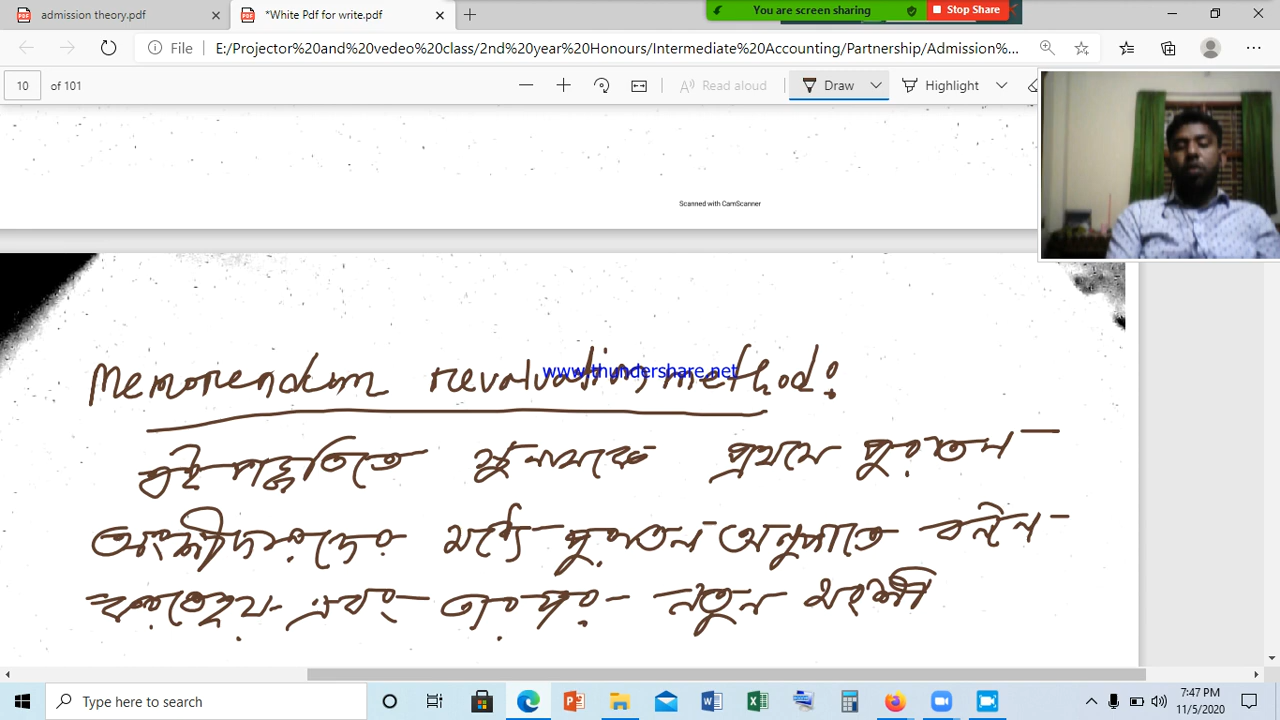 admission theory.pdf
*White Pdf for write.pdf
You are screen sharing
Stop Share
File
E:/Projector%20and%20vedeo%20class/2nd%20year%20Honours/Intermediate%20Accounting/Partnership/Admission%...
10 of 101
Read aloud
Draw
Highlight
Scanned with CamScanner
Memorendum revaluation method:
www.thundershare.net
এই পদ্ধতিতে সুনামকে প্রথমে পুরাতন
অংশীদারদের মধ্যে পুরাতন অনুপাতে বন্টন
করতে হয় এবং তারপর নতুন অংশী
Type here to search
7:47 PM
11/5/2020